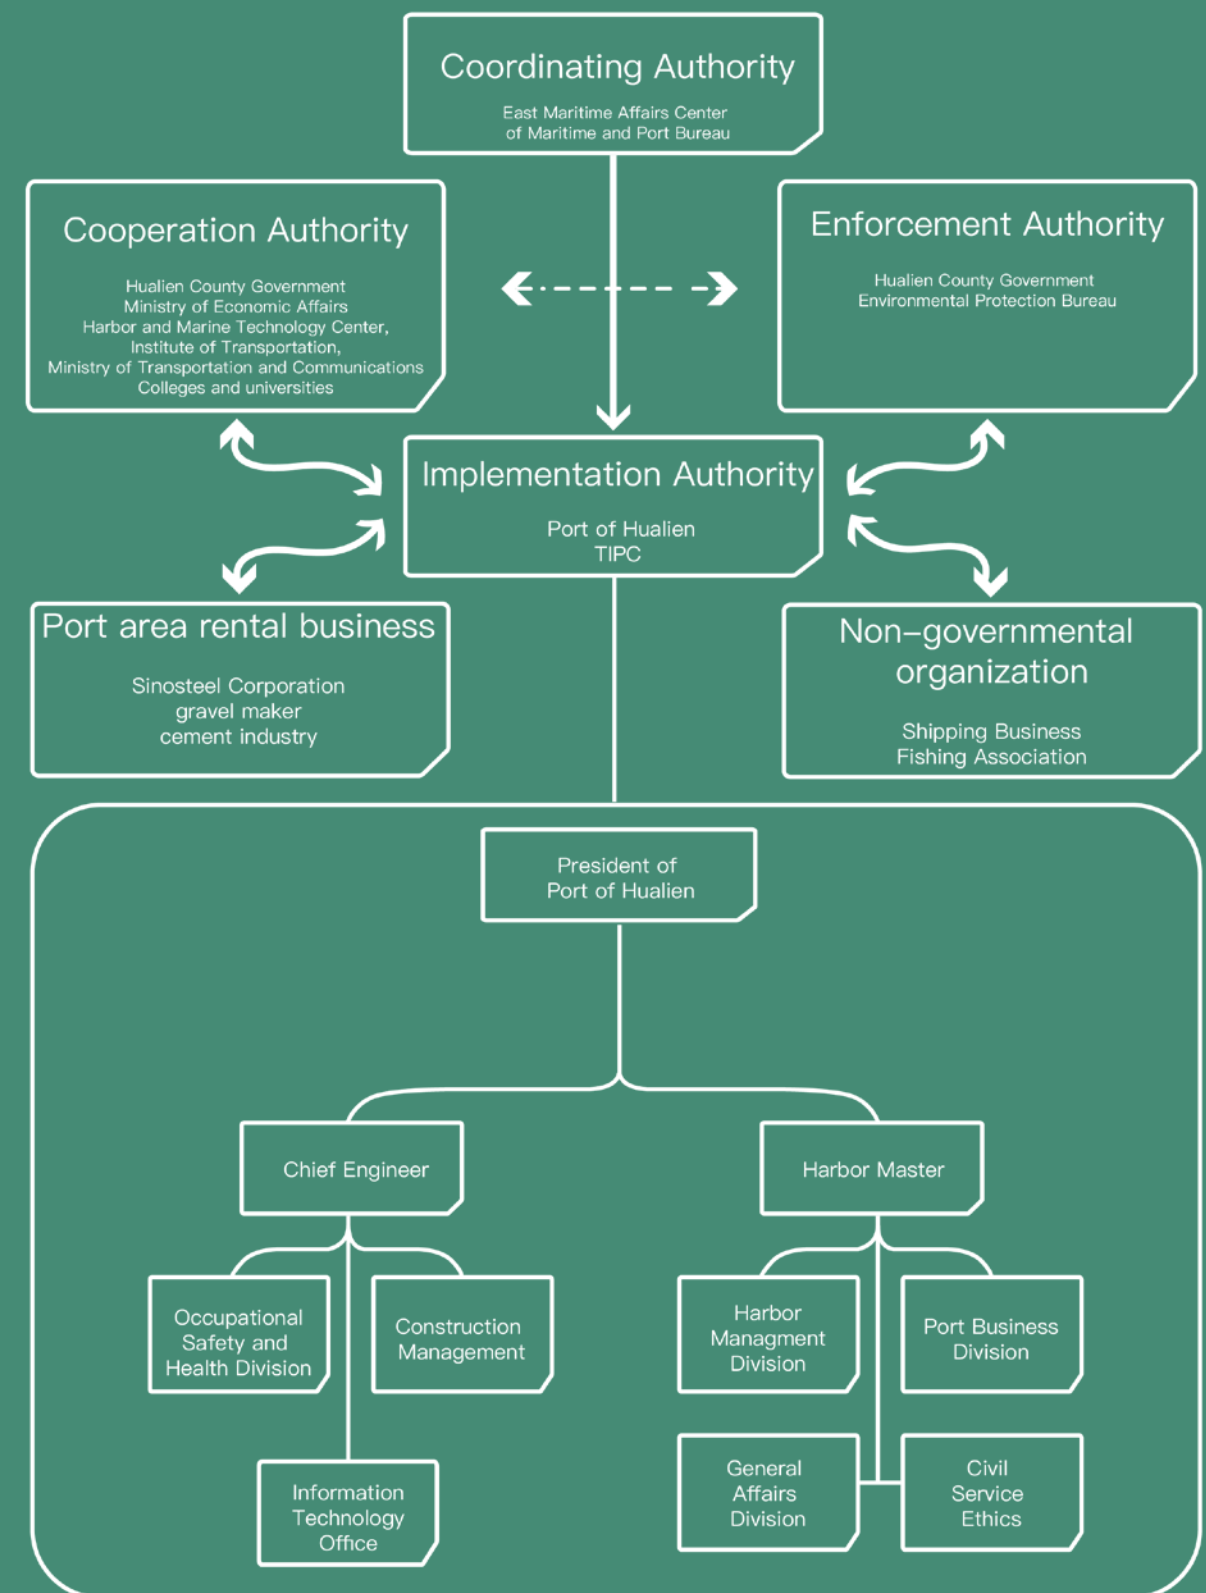 Coordinating Authority
East Maritime Affairs Center
of Maritime and Port Bureau
Cooperation Authority
Hualien County Government
Ministry of Economic Affairs
Harbor and Marine Technology Center,
Institute of Transportation,
Ministry of Transportation and Communications
Colleges and universities
Enforcement Authority
Hualien County Government
Environmental Protection Bureau
Implementation Authority
Port of Hualien
TIPC
Port area rental business
Sinosteel Corporation
gravel maker
cement industry
Non-governmental
organization
Shipping Business
Fishing Association
President of
Port of Hualien
Chief Engineer
Harbor Master
Occupational
Safety and
Health Division
Construction
Management
Harbor
Managment
Division
Port Business
Division
Information
Technology
Office
General
Affairs
Division
Civil
Service
Ethics